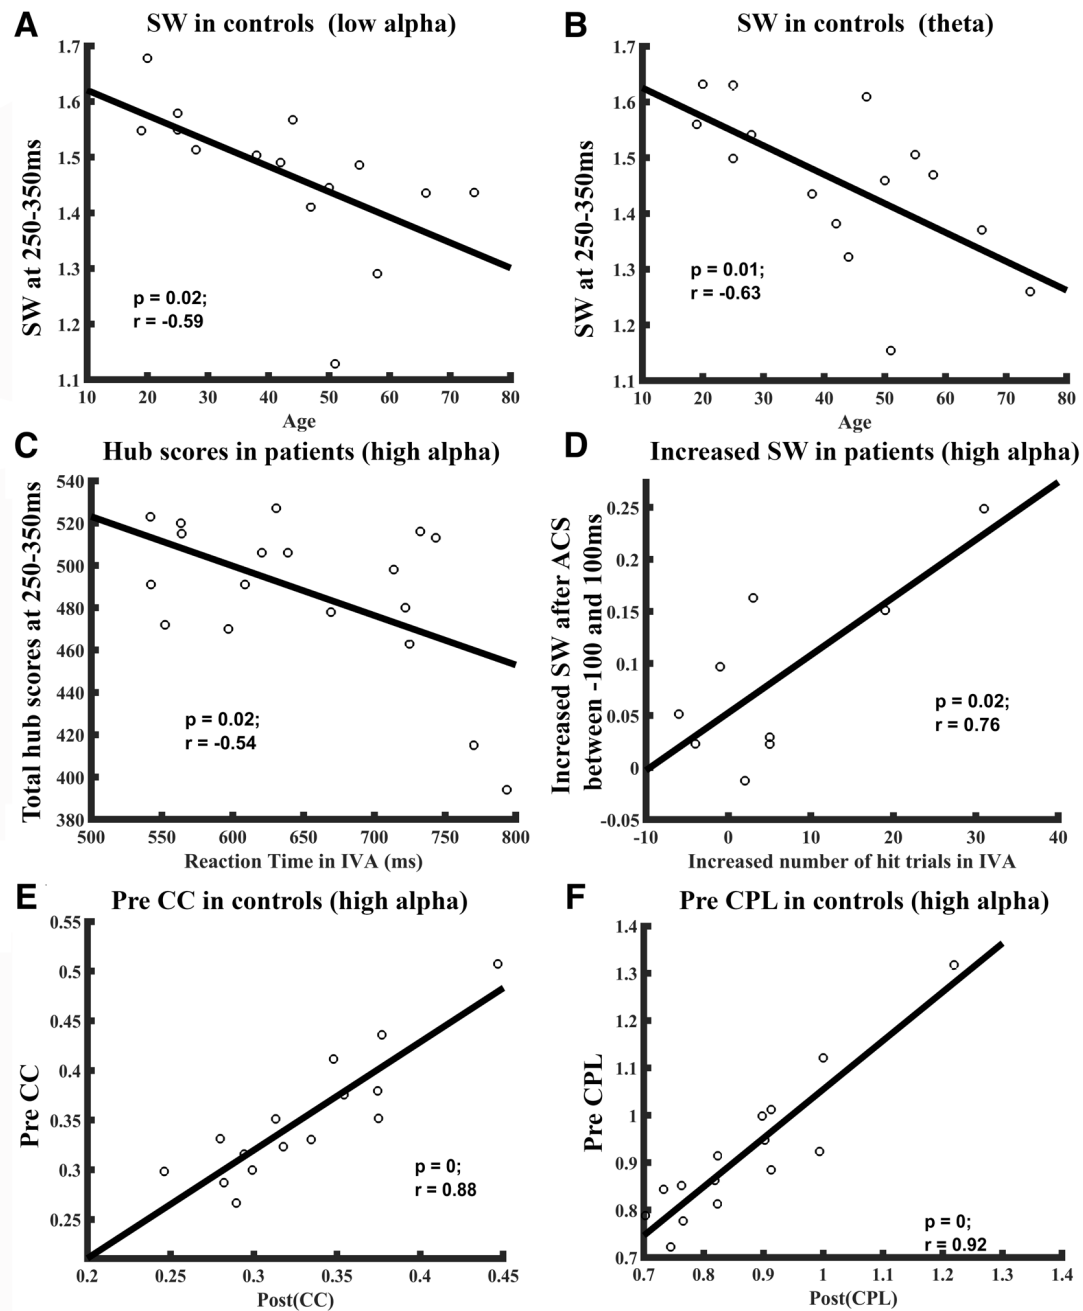 A
SW in controls (low alpha)
SW at 250-350ms
1.7
1.6
1.5
1.4
1.3
1.2
1.1
p = 0.02;
r = -0.59
10 20 30 40 50 60 70 80
Age
B
SW in controls (theta)
SW at 250-350ms
1.7
1.6
1.5
1.4
1.3
1.2
1.1
p = 0.01;
r = -0.63
10 20 30 40 50 60 70 80
Age
C
Hub scores in patients (high alpha)
Total hub scores at 250-350ms
540
520
500
480
460
440
420
400
380
p = 0.02;
r = -0.54
500 550 600 650 700 750 800
Reaction Time in IVA (ms)
D
Increased SW in patients (high alpha)
Increased SW after ACS
between -100 and 100ms
0.25
0.2
0.15
0.1
0.05
0
-0.05
p = 0.02;
r = 0.76
-10 0 10 20 30 40
Increased number of hit trials in IVA
E
Pre CC in controls (high alpha)
Pre CC
0.55
0.5
0.45
0.4
0.35
0.3
0.25
p = 0;
r = 0.88
0.2 0.25 0.3 0.35 0.4 0.45
Post(CC)
F
Pre CPL in controls (high alpha)
Pre CPL
1.4
1.3
1.2
1.1
1
0.9
0.8
0.7
p = 0;
r = 0.92
0.7 0.8 0.9 1 1.1 1.2 1.3 1.4
Post(CPL)